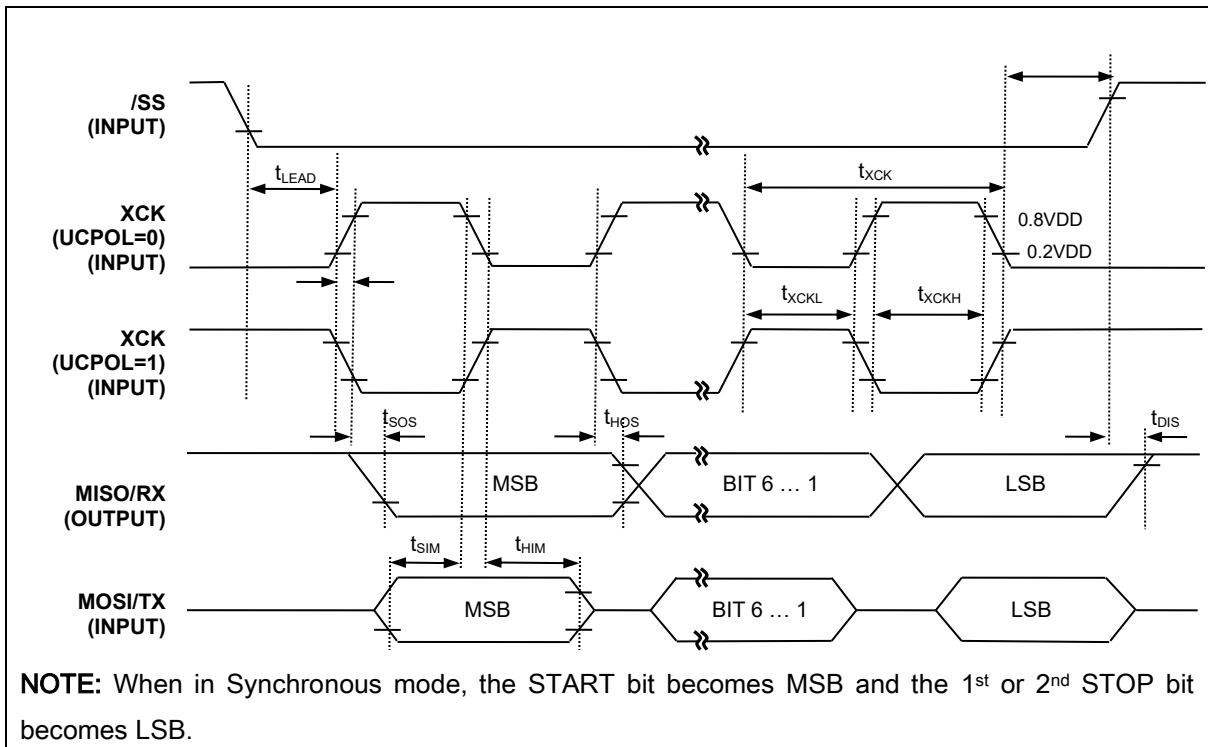 /SS
(INPUT)
tLEAD
tXCK
XCK
(UCPOL=0)
(INPUT)
0.8VDD
0.2VDD
tXCKL
tXCKH
XCK
(UCPOL=1)
(INPUT)
tSOS
tHOS
tDIS
MISO/RX
(OUTPUT)
MSB
BIT 6 … 1
LSB
tSIM
tHIM
MOSI/TX
(INPUT)
MSB
BIT 6 … 1
LSB
NOTE: When in Synchronous mode, the START bit becomes MSB and the 1st or 2nd STOP bit
becomes LSB.